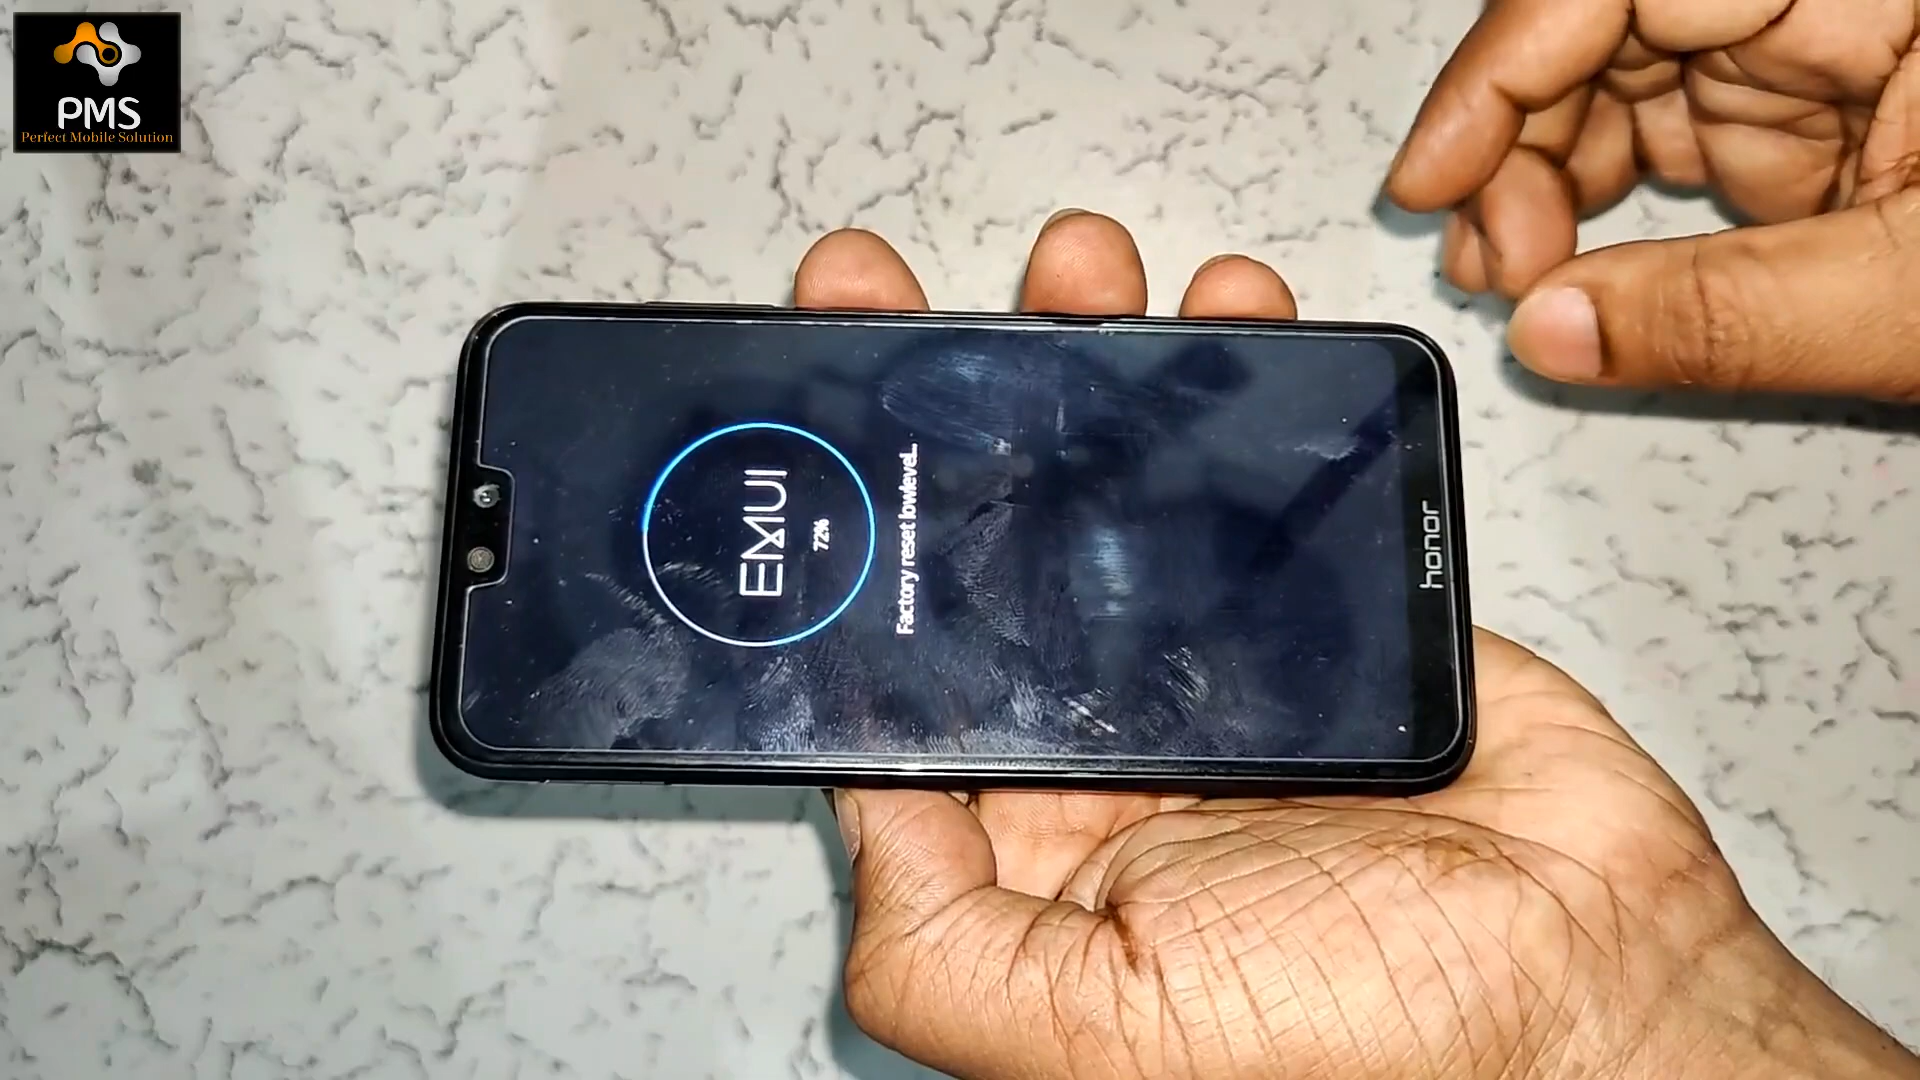 PMS
Perfect Mobile Solution
EMUI
72%
Factory reset lowlevel...
honor